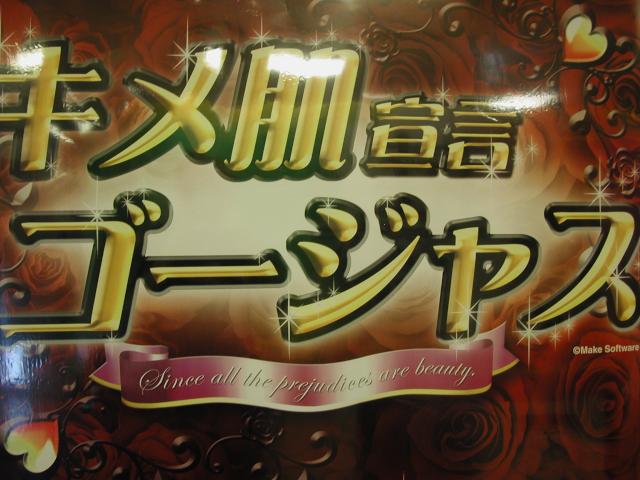 キメ肌宣言
ゴージャス
©Make Software
Since all the prejudices are beauty.